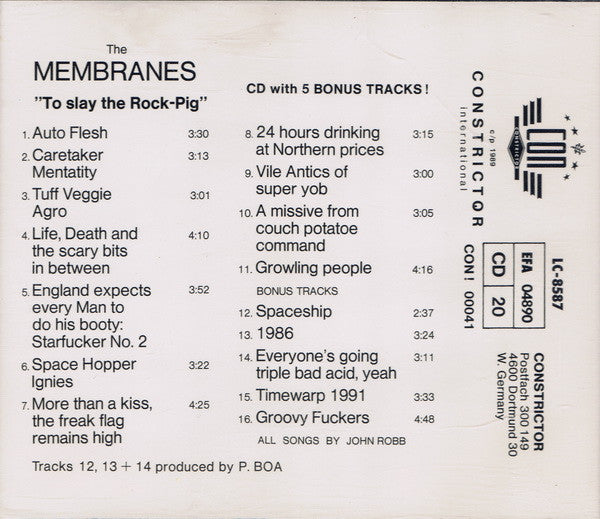 The
MEMBRANES
"To slay the Rock-Pig"
1. Auto Flesh 3:30
2. Caretaker 3:13
Mentatity
3. Tuff Veggie 3:01
Agro
4. Life, Death and 4:10
the scary bits
in between
5. England expects 3:52
every Man to
do his booty:
Starfucker No. 2
6. Space Hopper 3:22
Ignies
7. More than a kiss, 4:25
the freak flag
remains high
Tracks 12, 13 + 14 produced by P. BOA
CD with 5 BONUS TRACKS!
8. 24 hours drinking 3:15
at Northern prices
9. Vile Antics of 3:00
super yob
10. A missive from 3:05
couch potatoe
command
11. Growling people 4:16
BONUS TRACKS
12. Spaceship 2:37
13. 1986 3:24
14. Everyone's going 3:11
triple bad acid, yeah
15. Timewarp 1991 3:33
16. Groovy Fuckers 4:48
ALL SONGS BY JOHN ROBB
CON
c/p 1989
CONSTRICTOR
international
CON! 00041
LC-8587
EFA 04890
CD 20
CONSTRICTOR
Postfach 300 149
4600 Dortmund 30
W. Germany